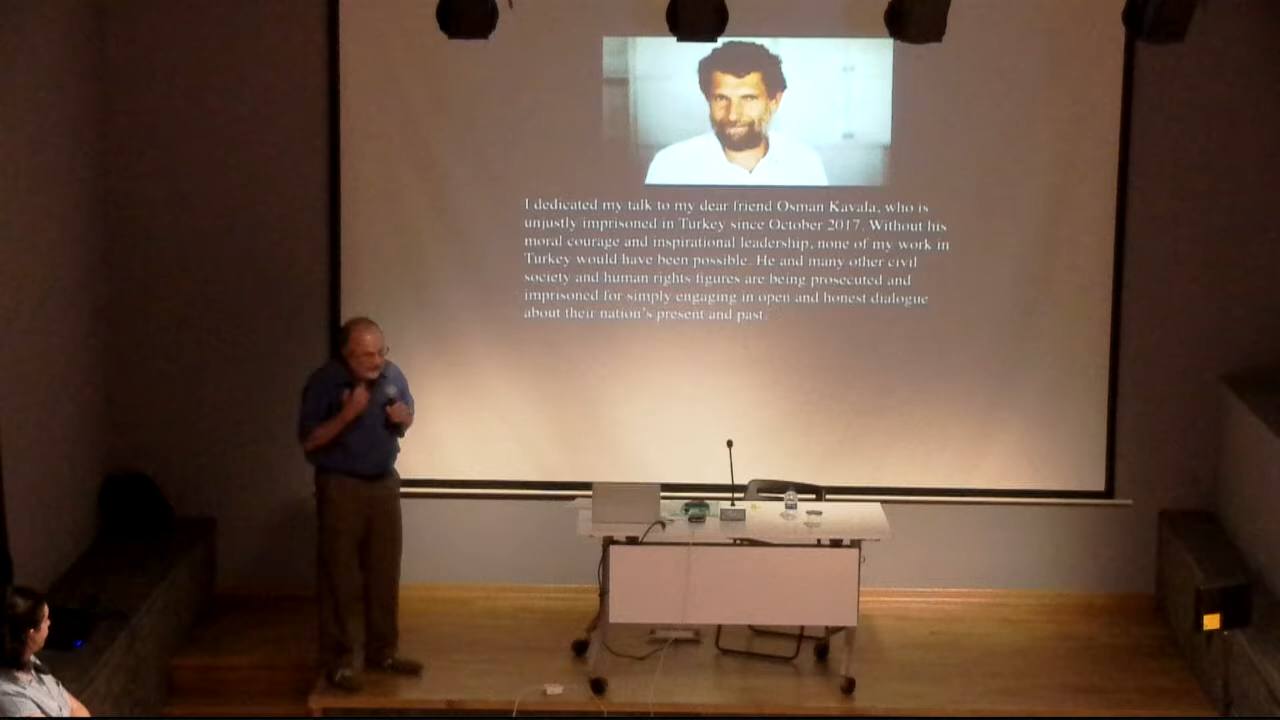 I dedicated my talk to my dear friend Osman Kavala, who is
unjustly imprisoned in Turkey since October 2017. Without his
moral courage and inspirational leadership, none of my work in
Turkey would have been possible. He and many other civil
society and human rights figures are being prosecuted and
imprisoned for simply engaging in open and honest dialogue
about their nation's present and past.